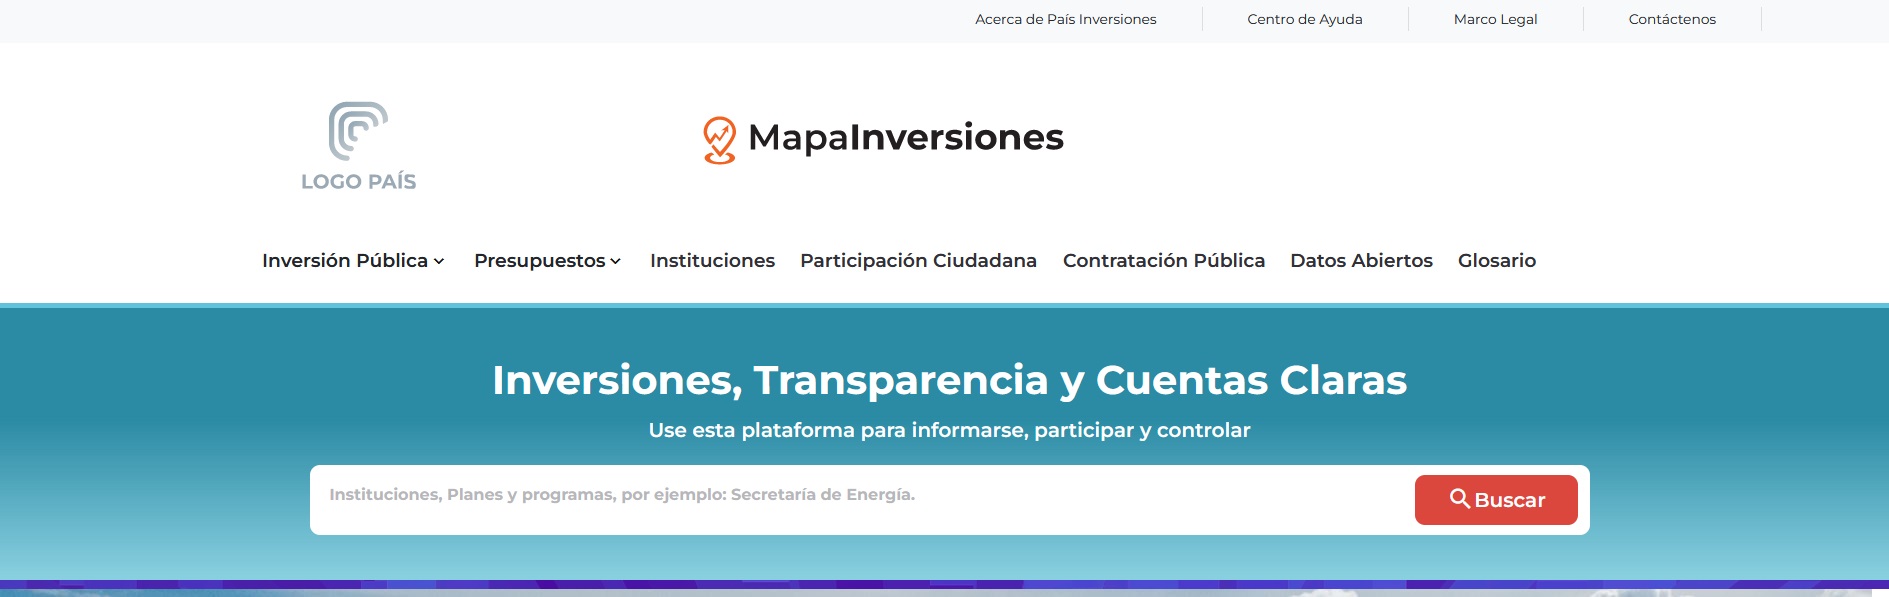 Acerca de País Inversiones
Centro de Ayuda
Marco Legal
Contáctenos
LOGO PAÍS
MapaInversiones
Inversión Pública
Presupuestos
Instituciones
Participación Ciudadana
Contratación Pública
Datos Abiertos
Glosario
Inversiones, Transparencia y Cuentas Claras
Use esta plataforma para informarse, participar y controlar
Instituciones, Planes y programas, por ejemplo: Secretaría de Energía.
Buscar